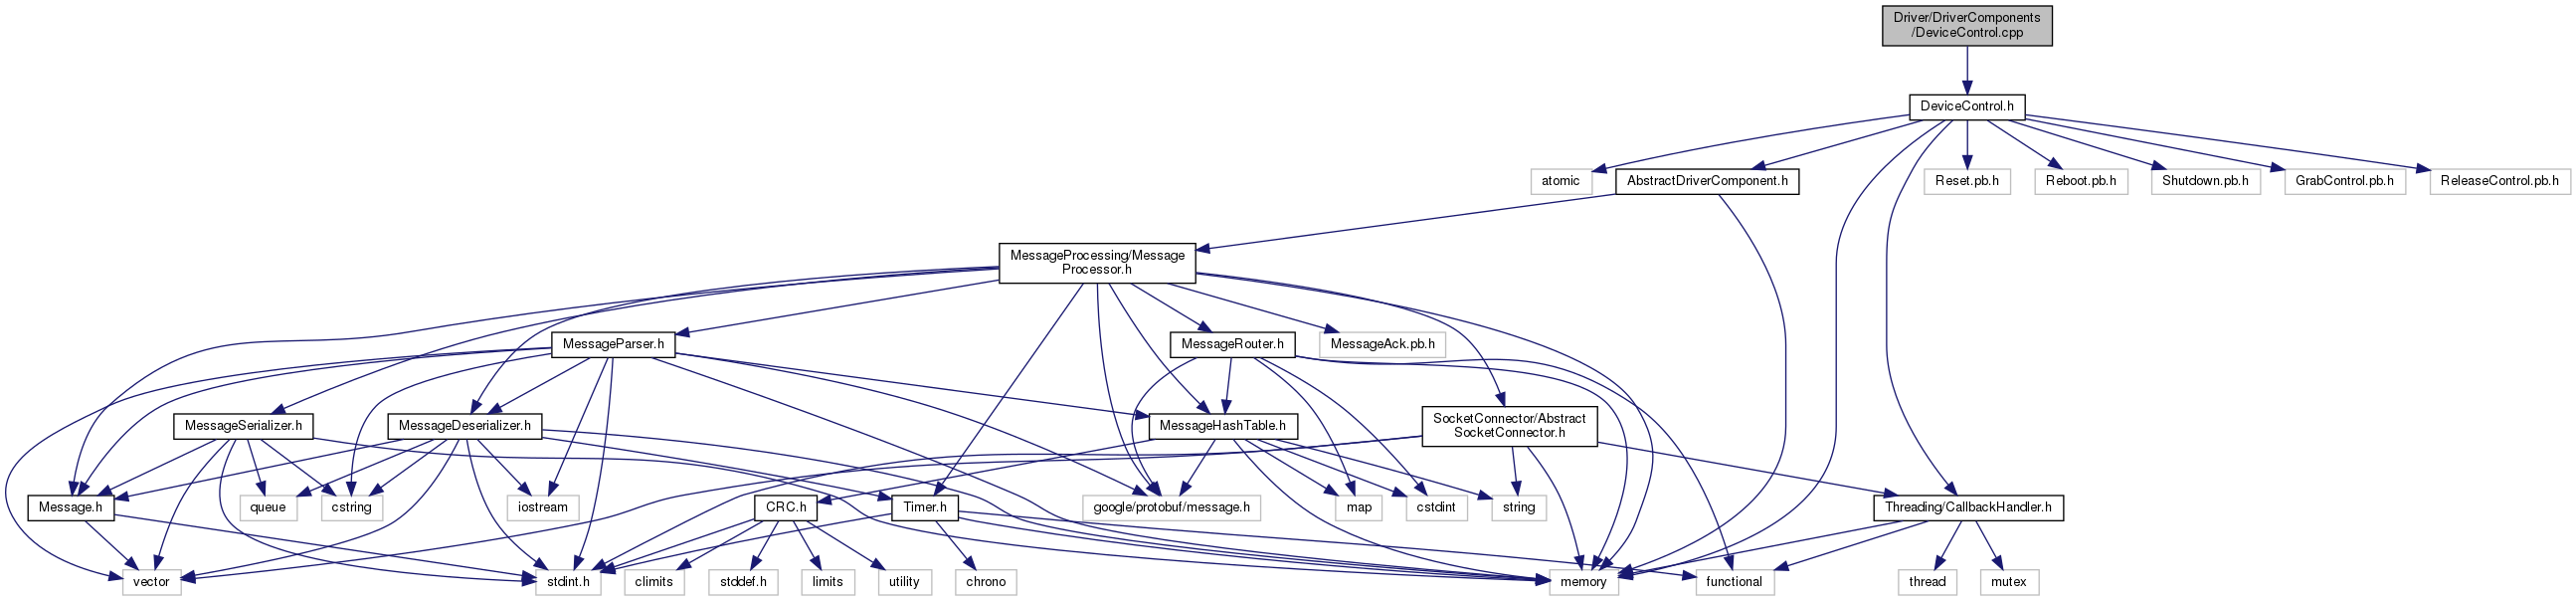 Driver/DriverComponents
/DeviceControl.cpp
DeviceControl.h
atomic
AbstractDriverComponent.h
Reset.pb.h
Reboot.pb.h
Shutdown.pb.h
GrabControl.pb.h
ReleaseControl.pb.h
MessageProcessing/Message
Processor.h
MessageParser.h
MessageRouter.h
MessageAck.pb.h
MessageSerializer.h
MessageDeserializer.h
MessageHashTable.h
SocketConnector/Abstract
SocketConnector.h
Message.h
queue
cstring
iostream
CRC.h
Timer.h
google/protobuf/message.h
map
cstdint
string
Threading/CallbackHandler.h
vector
stdint.h
climits
stddef.h
limits
utility
chrono
memory
functional
thread
mutex